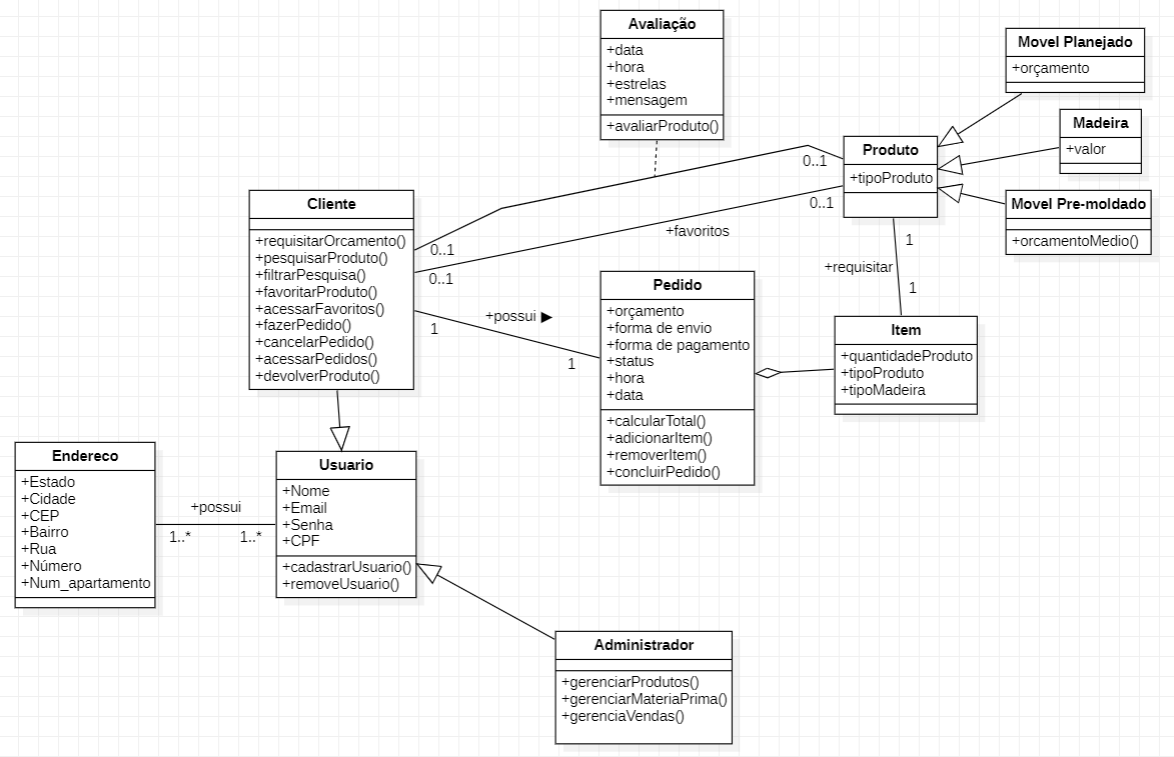 Avaliação
+data
+hora
+estrelas
+mensagem
+avaliarProduto()
Movel Planejado
+orçamento
Madeira
+valor
Movel Pre-moldado
+orcamentoMedio()
Produto
+tipoProduto
0..1
0..1
+favoritos
0..1
0..1
Cliente
+requisitarOrcamento()
+pesquisarProduto()
+filtrarPesquisa()
+favoritarProduto()
+acessarFavoritos()
+fazerPedido()
+cancelarPedido()
+acessarPedidos()
+devolverProduto()
1
+requisitar
1
+possui ►
1
1
Pedido
+orçamento
+forma de envio
+forma de pagamento
+status
+hora
+data
+calcularTotal()
+adicionarItem()
+removerItem()
+concluirPedido()
Item
+quantidadeProduto
+tipoProduto
+tipoMadeira
Endereco
+Estado
+Cidade
+CEP
+Bairro
+Rua
+Número
+Num_apartamento
+possui
1..*
1..*
Usuario
+Nome
+Email
+Senha
+CPF
+cadastrarUsuario()
+removeUsuario()
Administrador
+gerenciarProdutos()
+gerenciarMateriaPrima()
+gerenciaVendas()